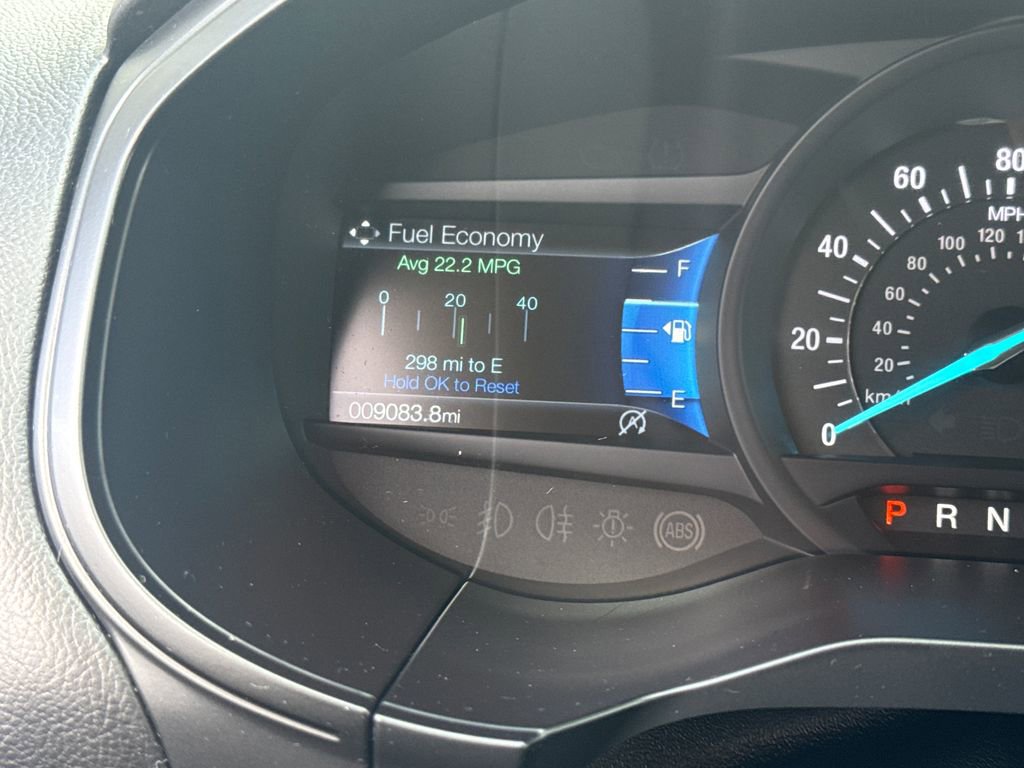 Fuel Economy
Avg 22.2 MPG
0 20 40
298 mi to E
Hold OK to Reset
009083.8mi
F
E
0 20 40 60 80
MPH
20 40 60 80 100 120
km/h
P R N
ABS